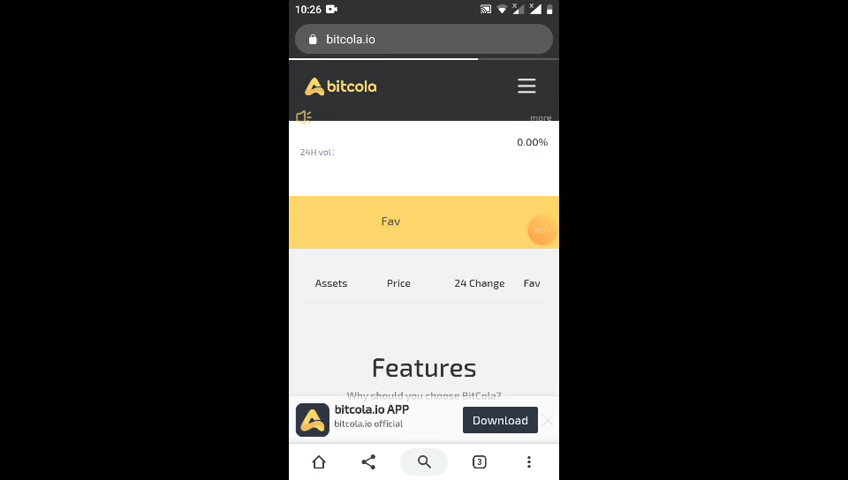 10:26
bitcola.io
bitcola
more
0.00%
24H vol:
Fav
Assets Price 24 Change Fav
Features
Why should you choose BitCola?
bitcola.io APP
bitcola.io official
Download
3